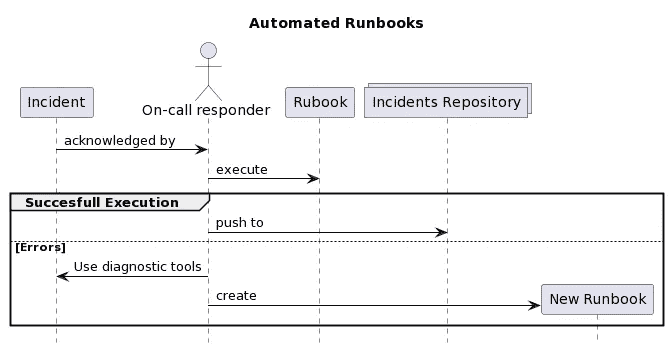 Automated Runbooks
Incident
On-call responder
Rubook
Incidents Repository
acknowledged by
execute
Succesfull Execution
push to
[Errors]
Use diagnostic tools
create
New Runbook